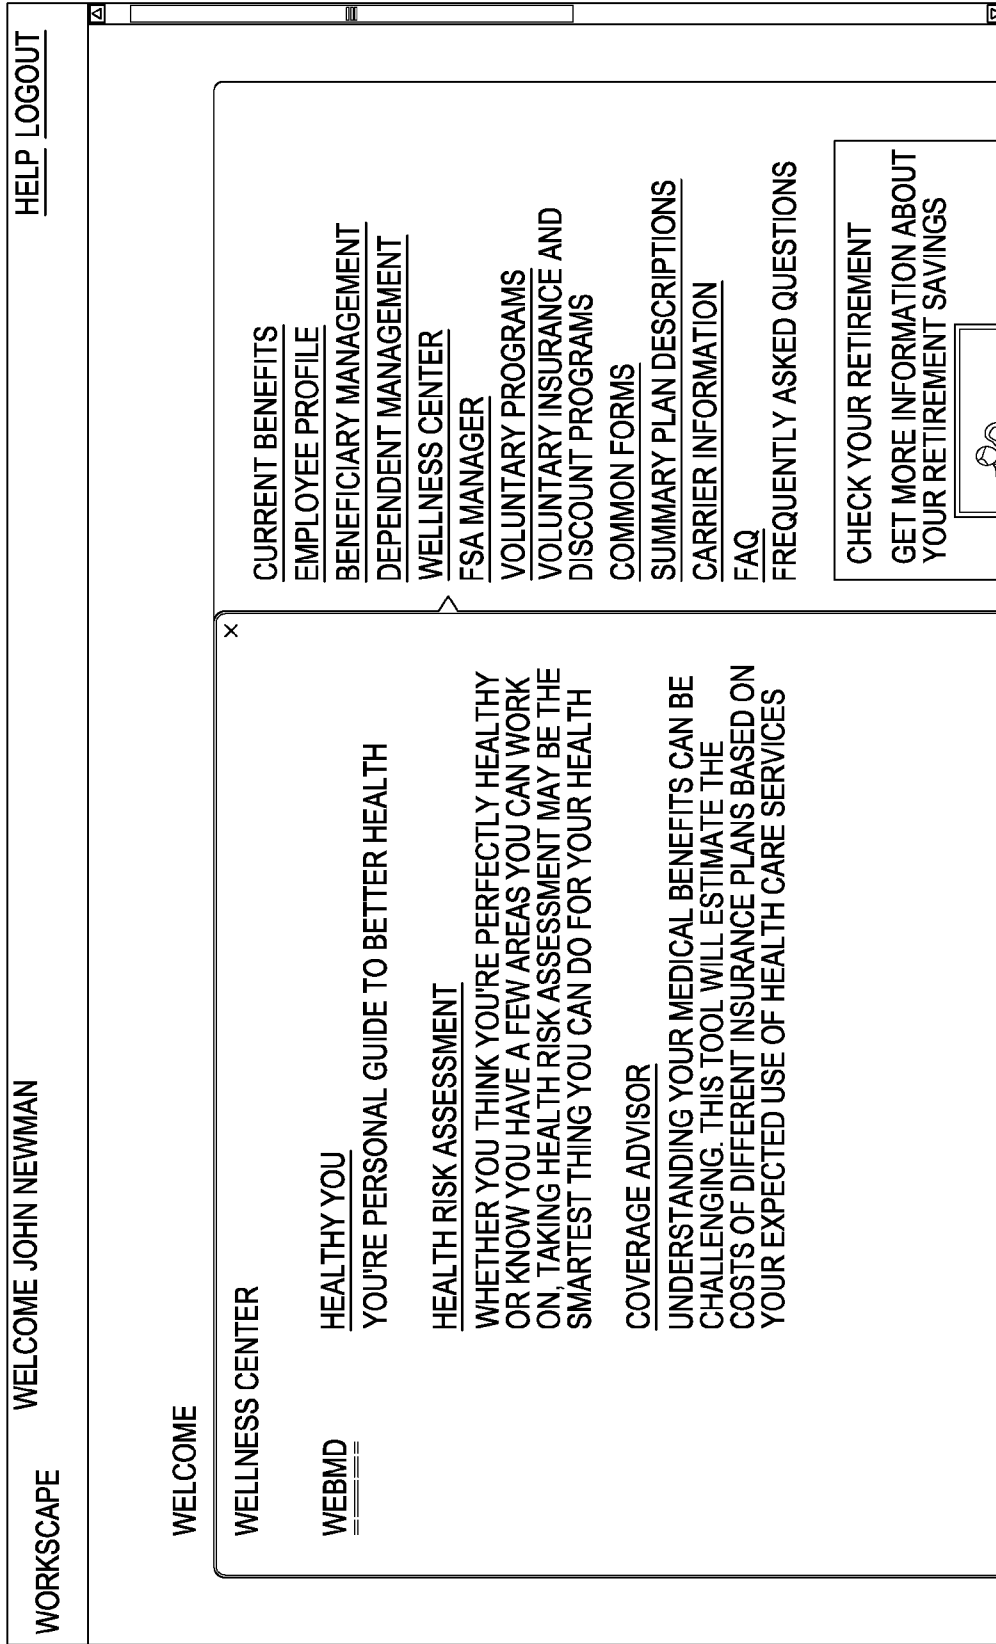 WORKSCAPE
WELCOME JOHN NEWMAN
HELP LOGOUT
WELCOME
WELLNESS CENTER
×
WEBMD
HEALTHY YOU
YOU'RE PERSONAL GUIDE TO BETTER HEALTH
HEALTH RISK ASSESSMENT
WHETHER YOU THINK YOU'RE PERFECTLY HEALTHY
OR KNOW YOU HAVE A FEW AREAS YOU CAN WORK
ON, TAKING HEALTH RISK ASSESSMENT MAY BE THE
SMARTEST THING YOU CAN DO FOR YOUR HEALTH
COVERAGE ADVISOR
UNDERSTANDING YOUR MEDICAL BENEFITS CAN BE
CHALLENGING. THIS TOOL WILL ESTIMATE THE
COSTS OF DIFFERENT INSURANCE PLANS BASED ON
YOUR EXPECTED USE OF HEALTH CARE SERVICES
CURRENT BENEFITS
EMPLOYEE PROFILE
BENEFICIARY MANAGEMENT
DEPENDENT MANAGEMENT
WELLNESS CENTER
FSA MANAGER
VOLUNTARY PROGRAMS
VOLUNTARY INSURANCE AND
DISCOUNT PROGRAMS
COMMON FORMS
SUMMARY PLAN DESCRIPTIONS
CARRIER INFORMATION
FAQ
FREQUENTLY ASKED QUESTIONS
CHECK YOUR RETIREMENT
GET MORE INFORMATION ABOUT
YOUR RETIREMENT SAVINGS